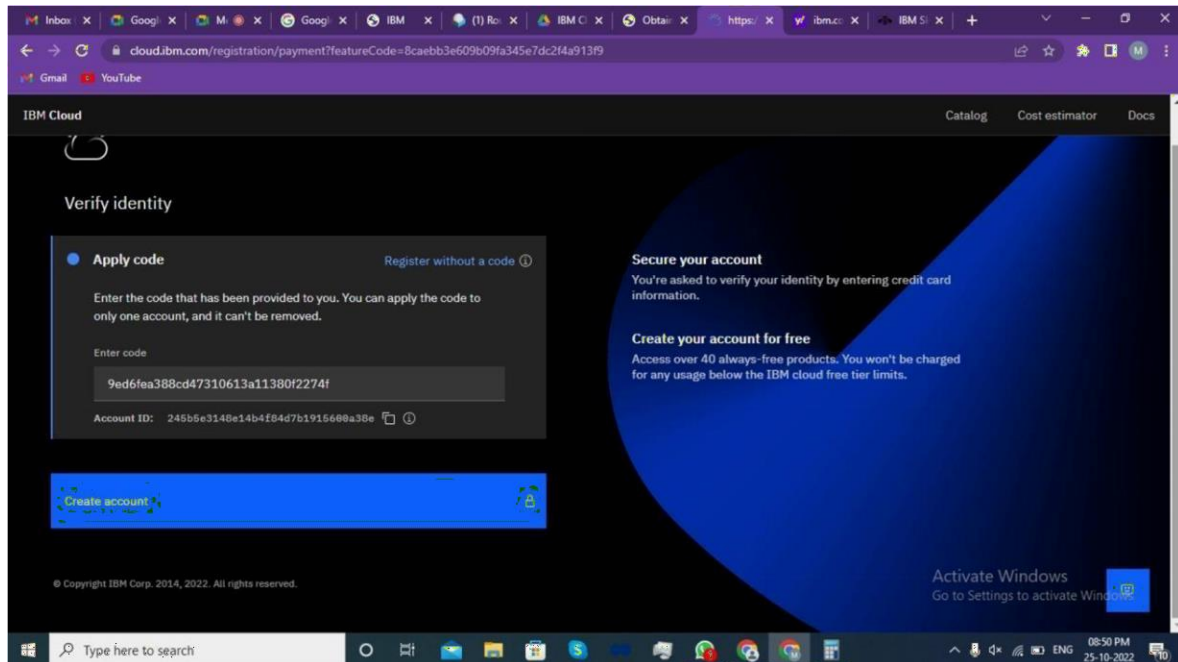 Inbox
Googl
M
Googl
IBM
(1) Ro
IBM Cl
Obtain
https:/
ibm.cc
IBM Si
cloud.ibm.com/registration/payment?featureCode=8caebb3e609b09fa345e7dc2f4a913f9
M
Gmail
YouTube
IBM Cloud
Catalog
Cost estimator
Docs
Verify identity
Apply code
Register without a code
Enter the code that has been provided to you. You can apply the code to
only one account, and it can't be removed.
Enter code
9ed6fea388cd47310613a11380f2274f
Account ID: 245b5e3148e14b4f84d7b1915600a38e
Create account
Secure your account
You're asked to verify your identity by entering credit card
information.
Create your account for free
Access over 40 always-free products. You won't be charged
for any usage below the IBM cloud free tier limits.
© Copyright IBM Corp. 2014, 2022. All rights reserved.
Activate Windows
Go to Settings to activate Windows.
Type here to search
ENG
08:50 PM
25-10-2022